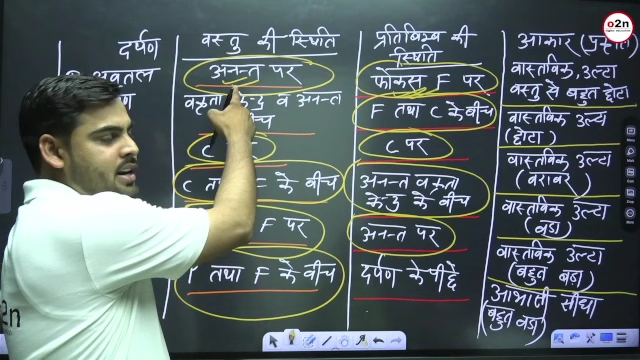 o2n
दर्पण
वस्तु की स्थिति
प्रतिबिम्ब की
स्थिति
आकार (प्रकृति)
अवतल
अनन्त पर
फोकस F पर
वास्तविक, उल्टा
वस्तु से बहुत छोटा
व अनन्त
F तथा C के बीच
वास्तविक उल्टा
(छोटा)
C पर
C पर
वास्तविक उल्टा
(बराबर)
C तथा F के बीच
अनन्त व वक्रता
केन्द्र के बीच
वास्तविक उल्टा
(बड़ा)
F पर
अनन्त पर
वास्तविक उल्टा
(बहुत बड़ा)
तथा F के बीच
दर्पण के पीछे
आभासी सीधा
(बहुत बड़ा)